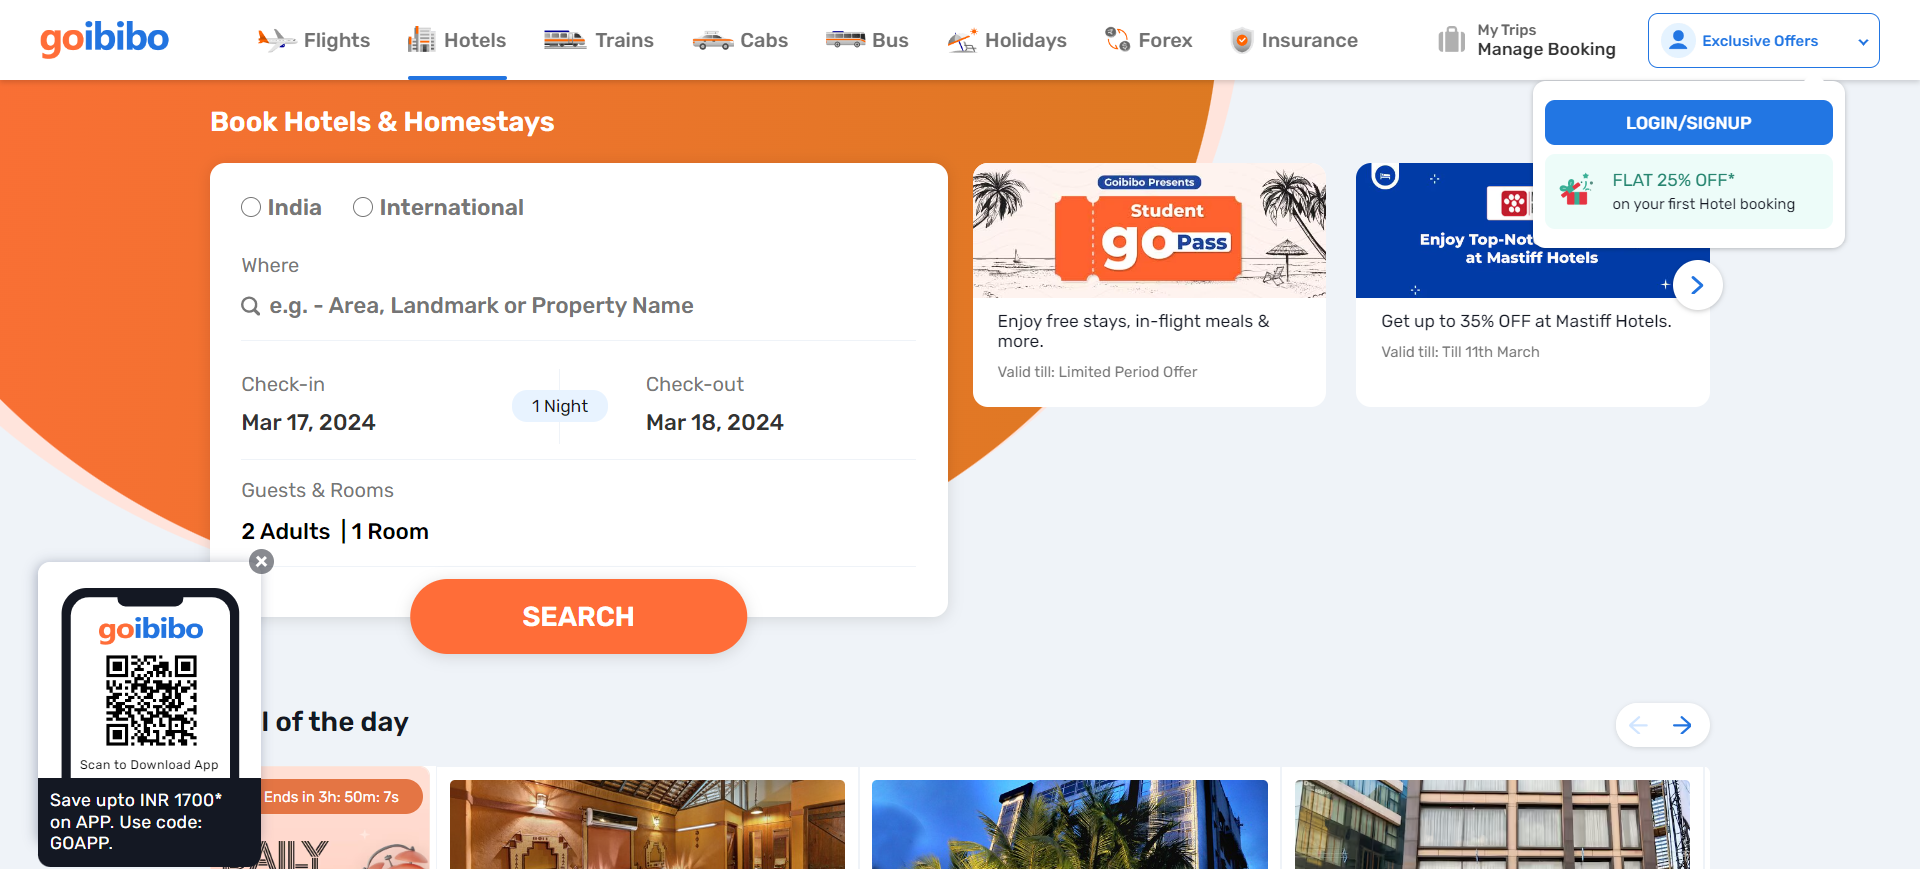 goibibo
Flights
Hotels
Trains
Cabs
Bus
Holidays
Forex
Insurance
My Trips
Manage Booking
Exclusive Offers
LOGIN/SIGNUP
FLAT 25% OFF*
on your first Hotel booking
Book Hotels & Homestays
India
International
Where
e.g. - Area, Landmark or Property Name
Check-in
Mar 17, 2024
1 Night
Check-out
Mar 18, 2024
Guests & Rooms
2 Adults | 1 Room
SEARCH
Goibibo Presents
Student
go Pass
Enjoy free stays, in-flight meals &
more.
Valid till: Limited Period Offer
Enjoy Top-Not
at Mastiff Hotels
Get up to 35% OFF at Mastiff Hotels.
Valid till: Till 11th March
goibibo
Scan to Download App
Save upto INR 1700*
on APP. Use code:
GOAPP.
l of the day
Ends in 3h: 50m: 7s